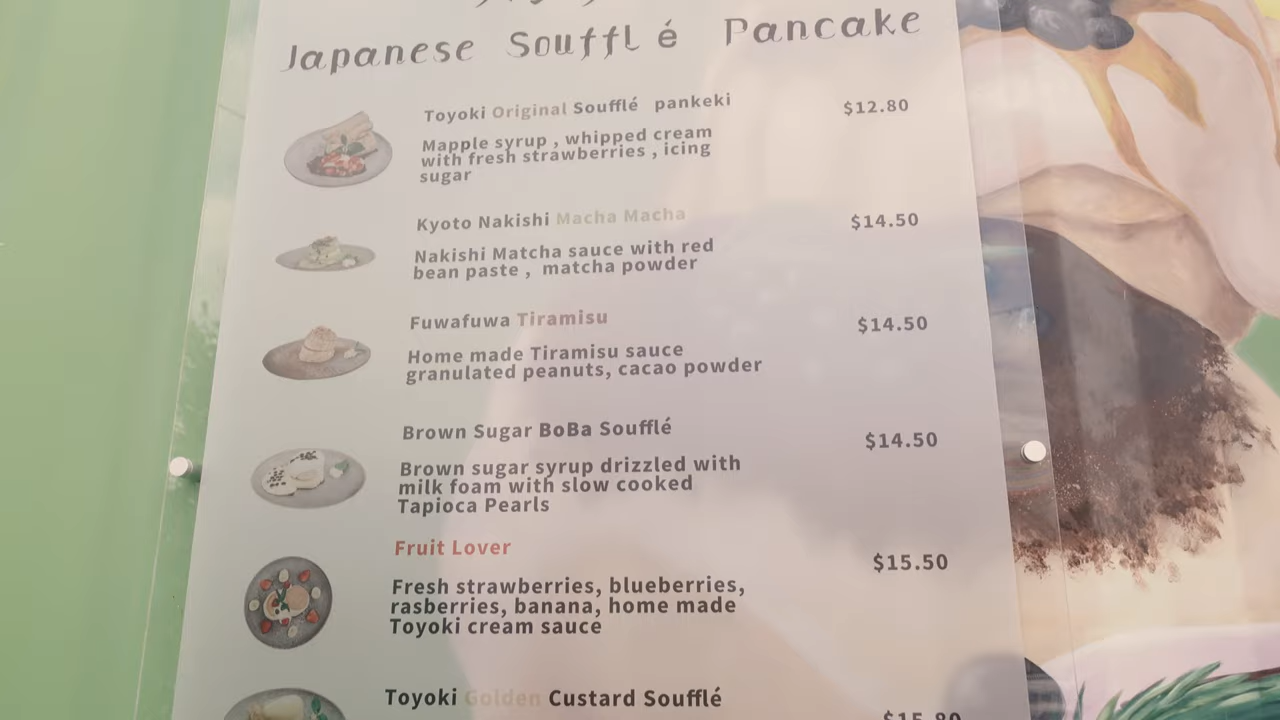 Japanese Soufflé Pancake
Toyoki Original Soufflé pankeki
$12.80
Mapple syrup , whipped cream
with fresh strawberries , icing
sugar
Kyoto Nakishi Macha Macha
$14.50
Nakishi Matcha sauce with red
bean paste , matcha powder
Fuwafuwa Tiramisu
$14.50
Home made Tiramisu sauce
granulated peanuts, cacao powder
Brown Sugar BoBa Soufflé
$14.50
Brown sugar syrup drizzled with
milk foam with slow cooked
Tapioca Pearls
Fruit Lover
$15.50
Fresh strawberries, blueberries,
rasberries, banana, home made
Toyoki cream sauce
Toyoki Golden Custard Soufflé